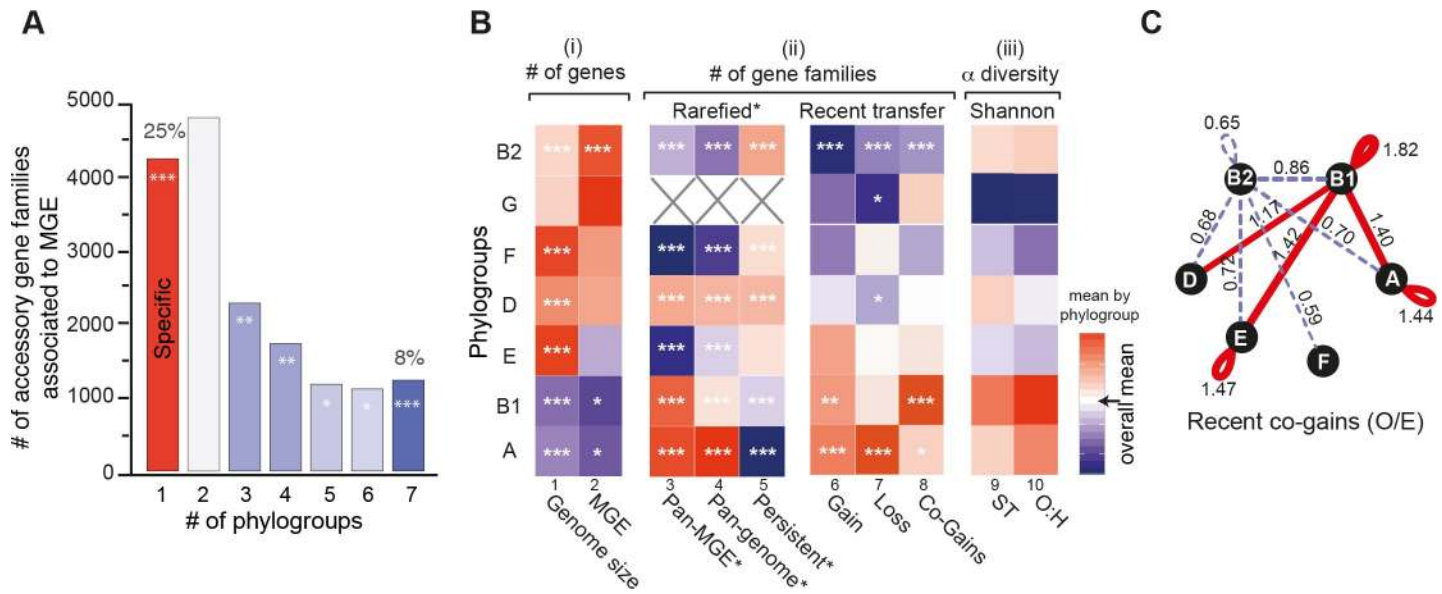 A
# of accessory gene families
associated to MGE
5000
4000
3000
2000
1000
0
25%
***
Specific
**
**
*
*
8%
***
1 2 3 4 5 6 7
# of phylogroups
B
(i)
# of genes
(ii)
# of gene families
(iii)
α diversity
Rarefied*
Recent transfer
Shannon
Phylogroups
B2 *** *** *** *** *** *** *** ***
G *
F *** *** *** ***
D *** *** *** *** *
E *** *** ***
B1 *** * *** *** *** ** ***
A *** * *** *** *** *** *** *
1 2 3 4 5 6 7 8 9 10
Genome size
MGE
Pan-MGE*
Pan-genome*
Persistent*
Gain
Loss
Co-Gains
ST
O:H
mean by
phylogroup
overall mean
C
0.65
B2
0.86
B1
1.82
0.68
1.17
0.72
1.42
0.70
1.40
0.59
D
A
1.44
E
1.47
F
Recent co-gains (O/E)